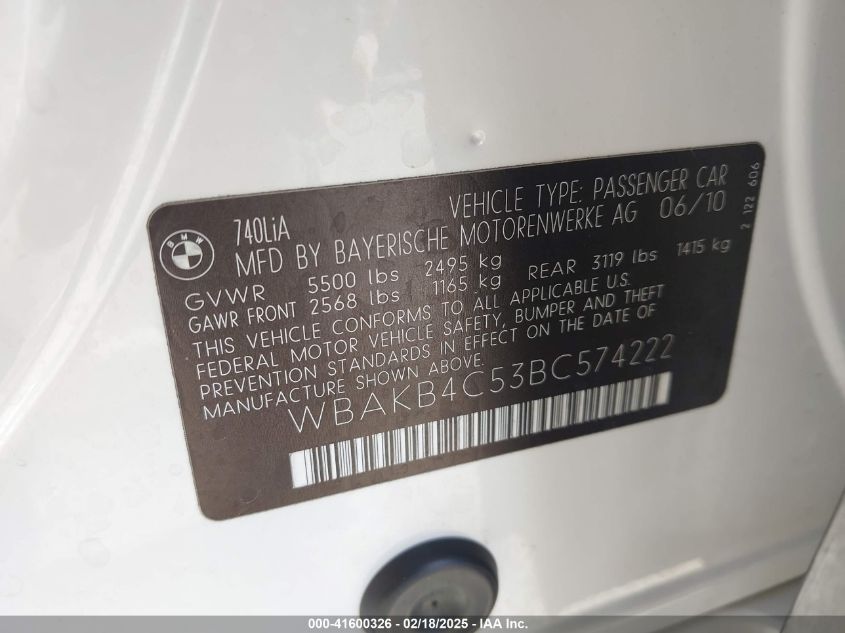 BMW
740LiA VEHICLE TYPE: PASSENGER CAR
MFD BY BAYERISCHE MOTORENWERKE AG 06/10
GVWR 5500 lbs 2495 kg
GAWR FRONT 2568 lbs 1165 kg REAR 3119 lbs 1415 kg
THIS VEHICLE CONFORMS TO ALL APPLICABLE U.S.
FEDERAL MOTOR VEHICLE SAFETY, BUMPER AND THEFT
PREVENTION STANDARDS IN EFFECT ON THE DATE OF
MANUFACTURE SHOWN ABOVE.
WBAKB4C53BC574222
2 122 606
000-41600326 - 02/18/2025 - IAA Inc.